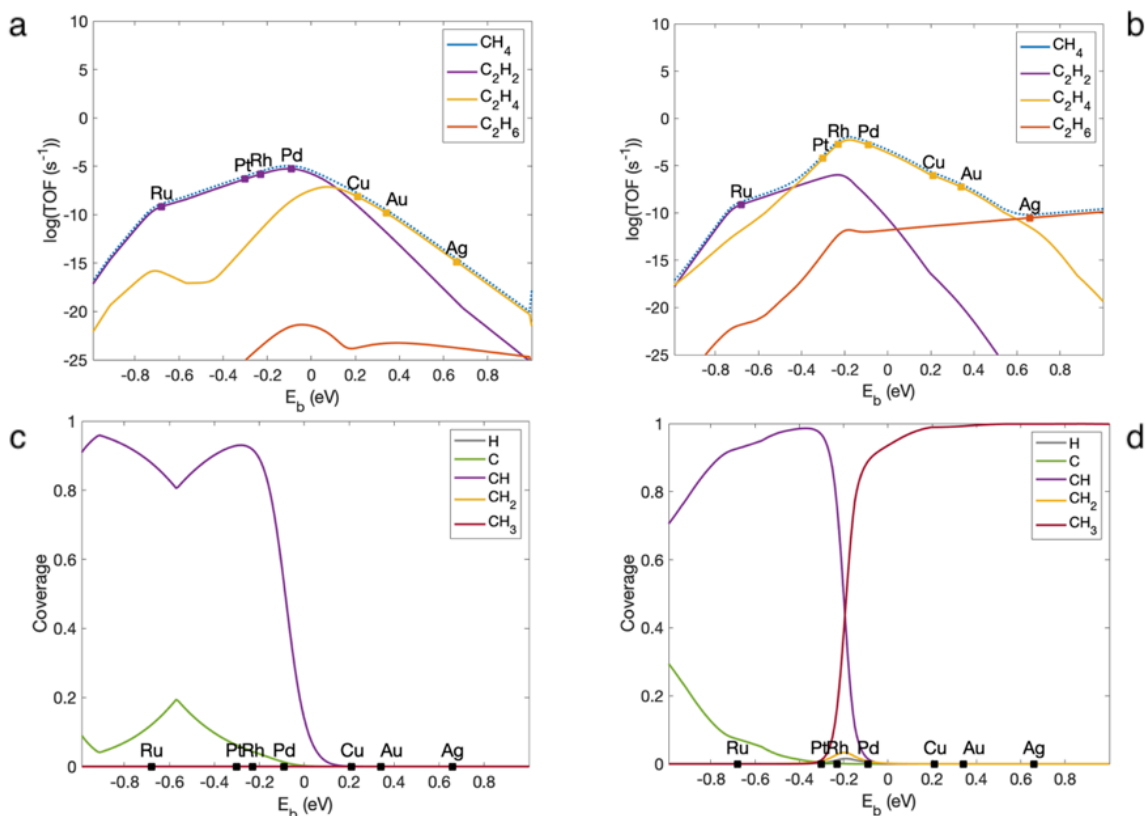 a
10
5
0
-5
-10
-15
-20
-25
log(TOF (s⁻¹)
CH₄
C₂H₂
C₂H₄
C₂H₆
Ru
Pt
Rh
Pd
Cu
Au
Ag
-0.8 -0.6 -0.4 -0.2 0 0.2 0.4 0.6 0.8
E_b (eV)
b
10
5
0
-5
-10
-15
-20
-25
log(TOF (s⁻¹)
CH₄
C₂H₂
C₂H₄
C₂H₆
Ru
Pt
Rh
Pd
Cu
Au
Ag
-0.8 -0.6 -0.4 -0.2 0 0.2 0.4 0.6 0.8
E_b (eV)
c
1
0.8
0.6
0.4
0.2
0
Coverage
H
C
CH
CH₂
CH₃
Ru
Pt
Rh
Pd
Cu
Au
Ag
-0.8 -0.6 -0.4 -0.2 0 0.2 0.4 0.6 0.8
E_b (eV)
d
1
0.8
0.6
0.4
0.2
0
Coverage
H
C
CH
CH₂
CH₃
Ru
Pt
Rh
Pd
Cu
Au
Ag
-0.8 -0.6 -0.4 -0.2 0 0.2 0.4 0.6 0.8
E_b (eV)